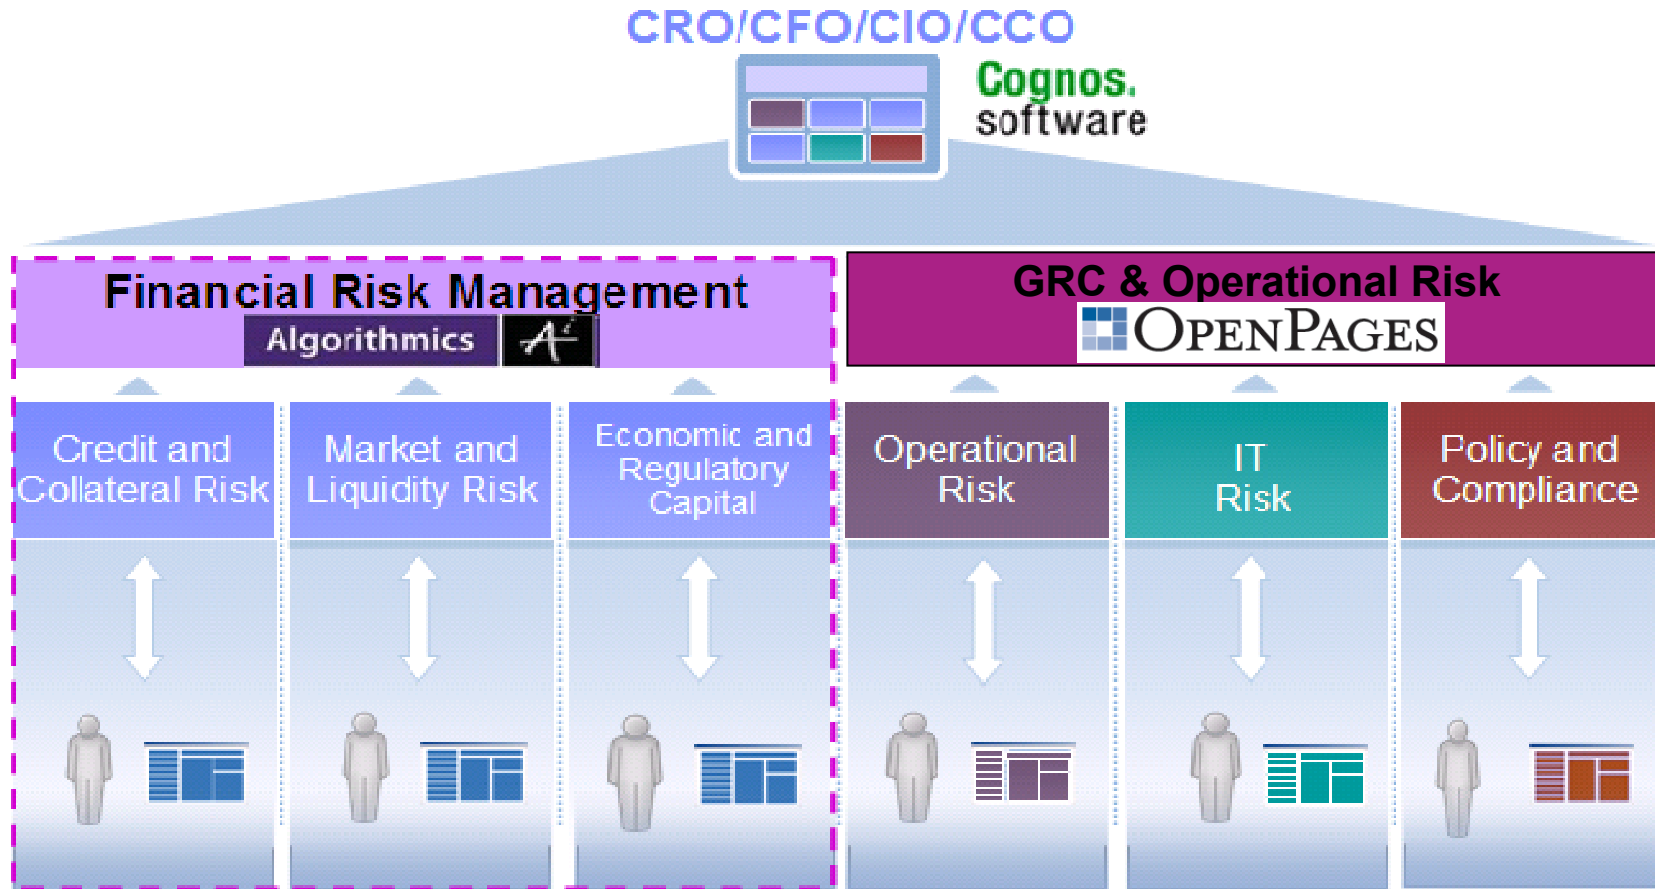 CRO/CFO/CIO/CCO
Cognos.
software
Financial Risk Management
Algorithmics Ai
GRC & Operational Risk
OPENPAGES
Credit and
Collateral Risk
Market and
Liquidity Risk
Economic and
Regulatory
Capital
Operational
Risk
IT
Risk
Policy and
Compliance